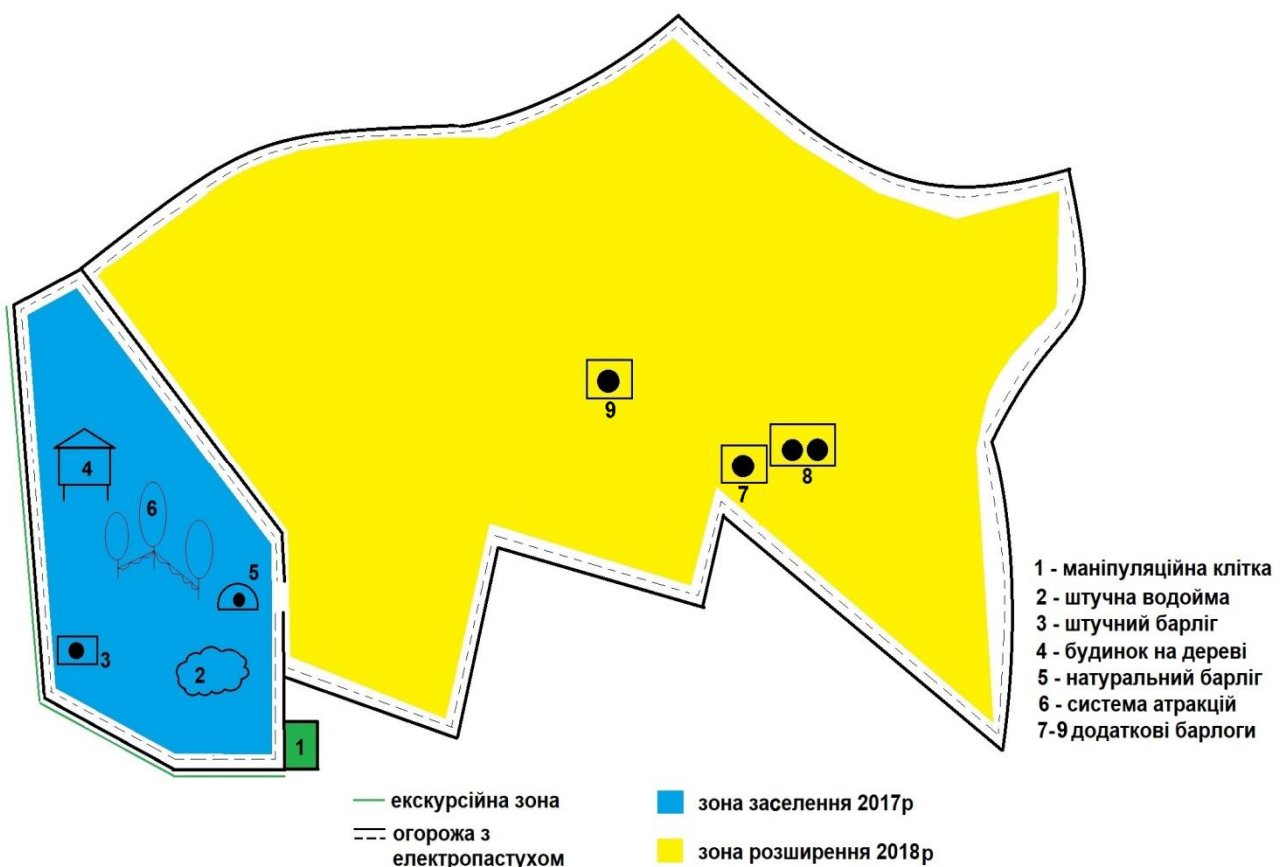 9
7
8
4
6
5
3
2
1
1 - маніпуляційна клітка
2 - штучна водойма
3 - штучний барліг
4 - будинок на дереві
5 - натуральний барліг
6 - система атракцій
7-9 додаткові барлоги
екскурсійна зона
огорожа з
електропастухом
зона заселення 2017р
зона розширення 2018р